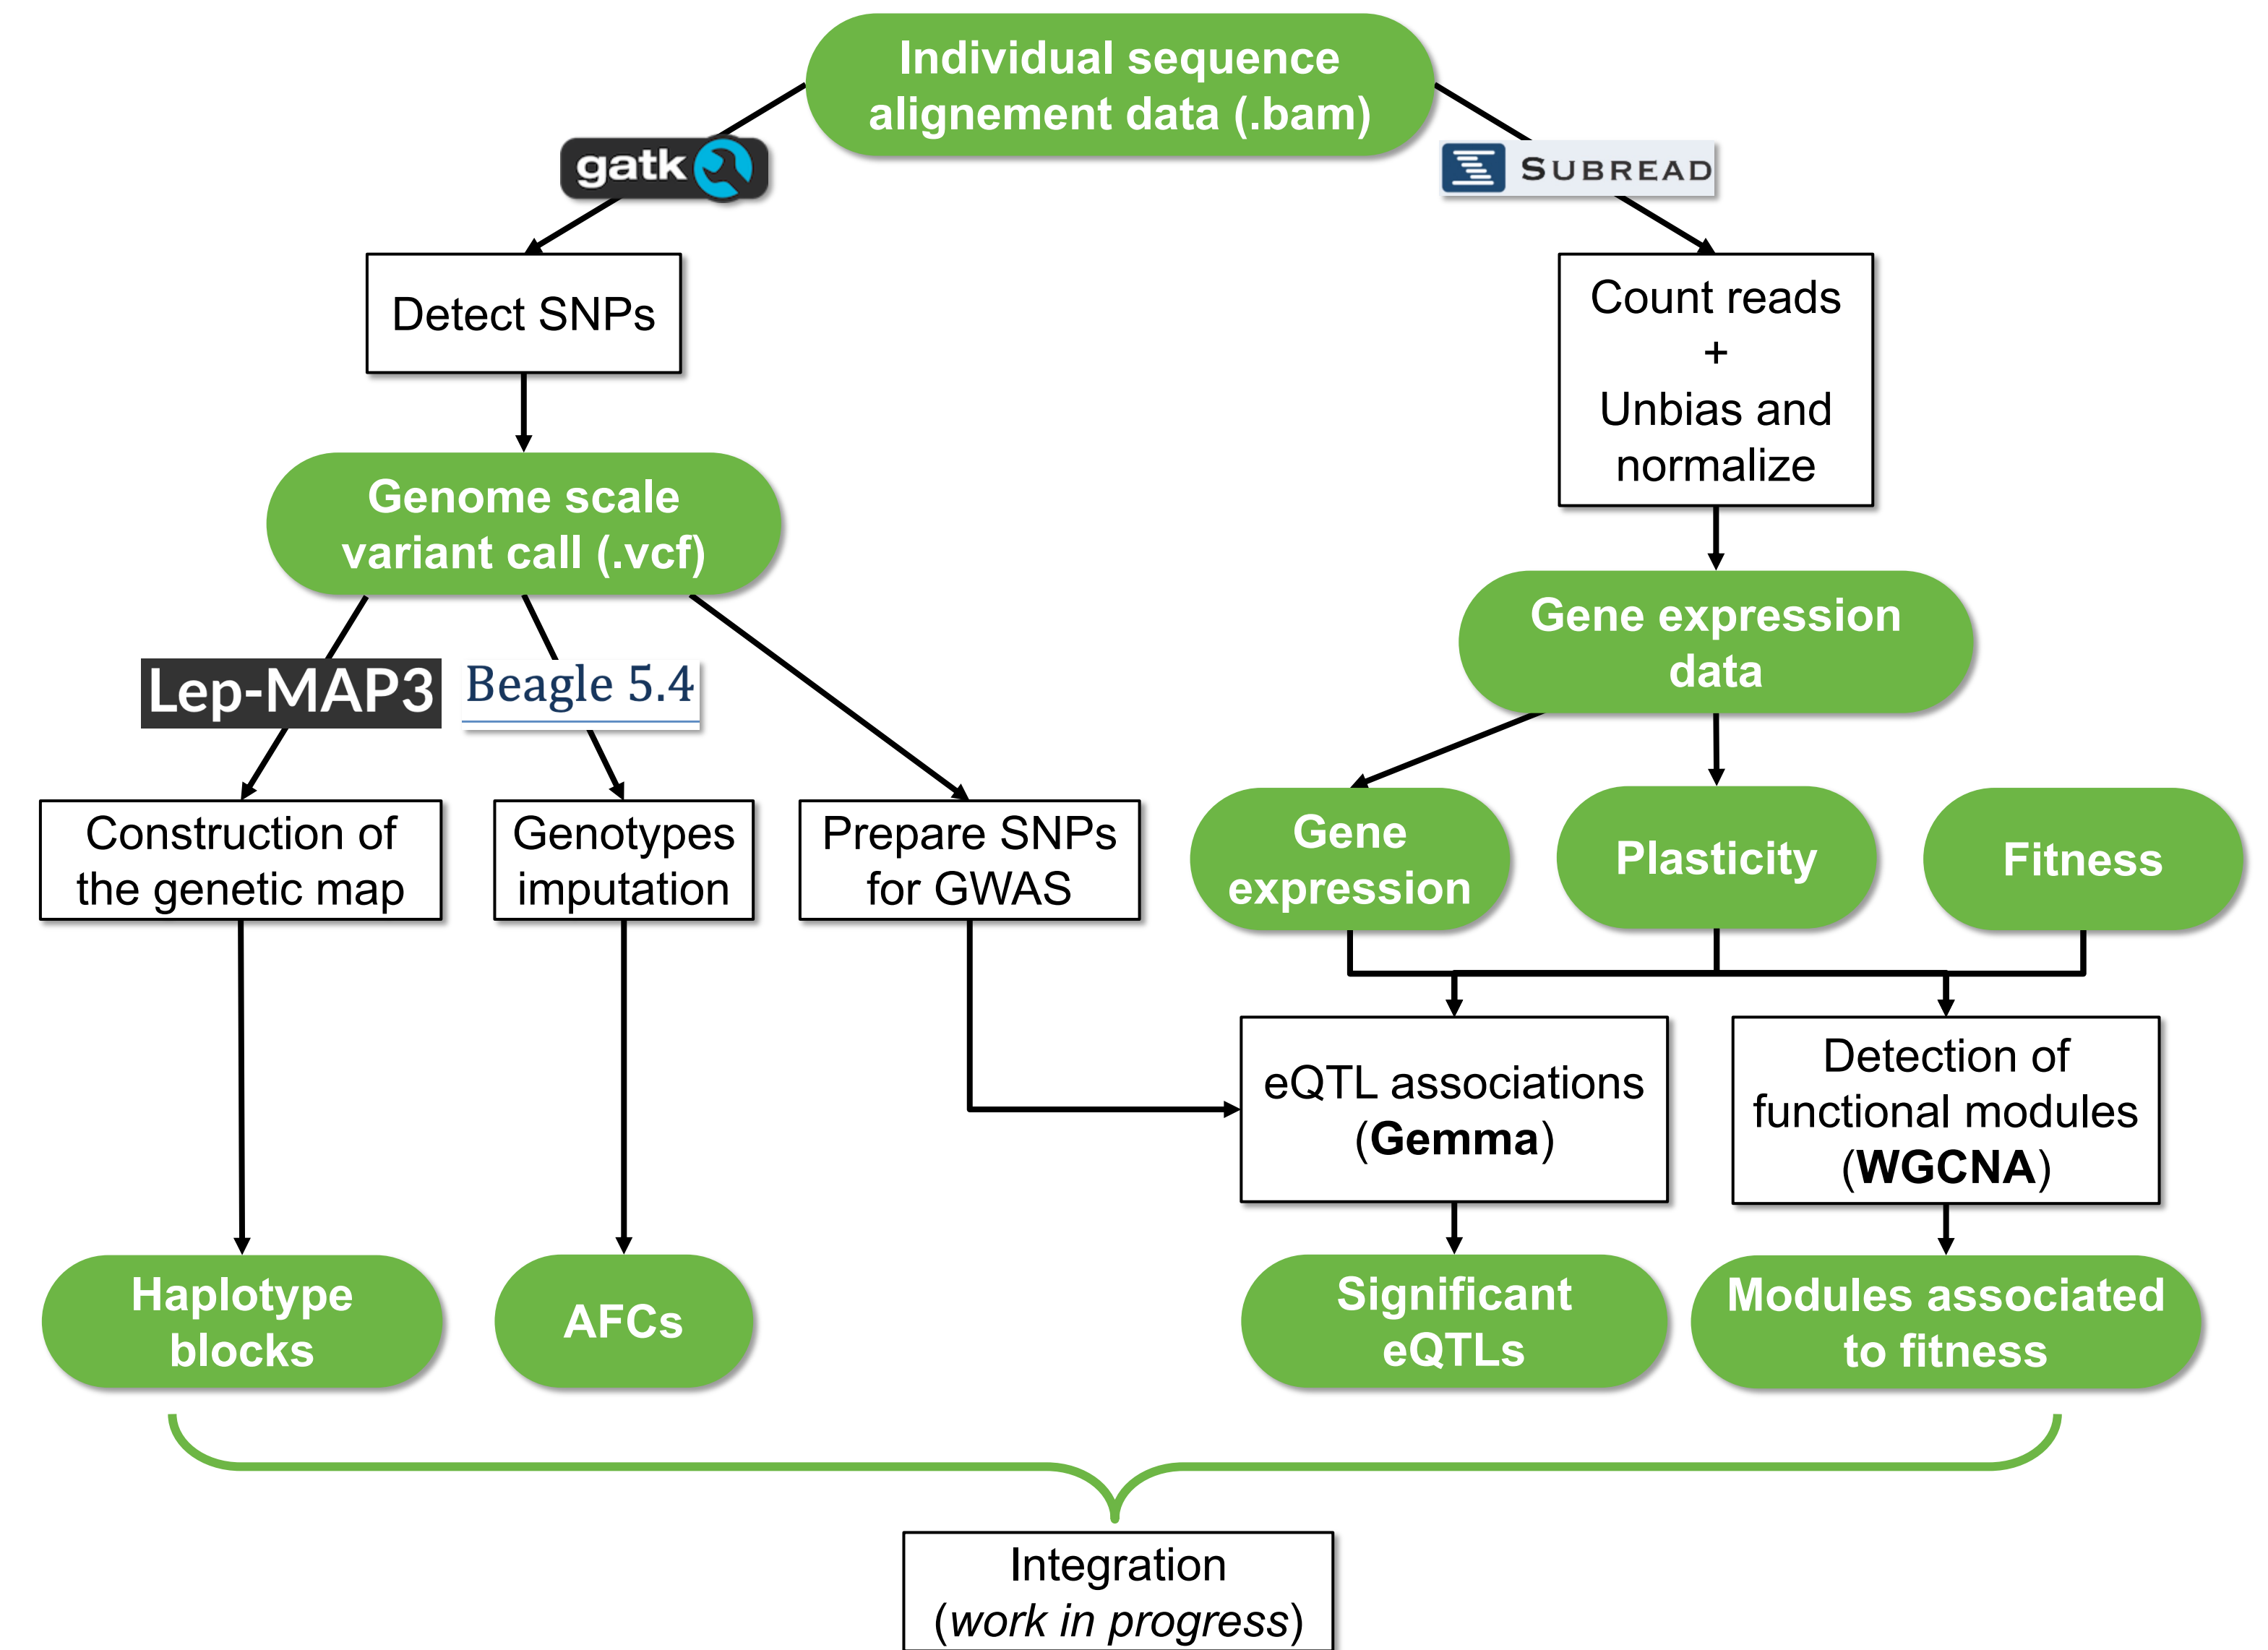 Individual sequence
alignement data (.bam)
gatk
SUBREAD
Detect SNPs
Count reads
+
Unbias and
normalize
Genome scale
variant call (.vcf)
Gene expression
data
Lep-MAP3
Beagle 5.4
Construction of
the genetic map
Genotypes
imputation
Prepare SNPs
for GWAS
Gene
expression
Plasticity
Fitness
eQTL associations
(Gemma)
Detection of
functional modules
(WGCNA)
Haplotype
blocks
AFCs
Significant
eQTLs
Modules associated
to fitness
Integration
(work in progress)